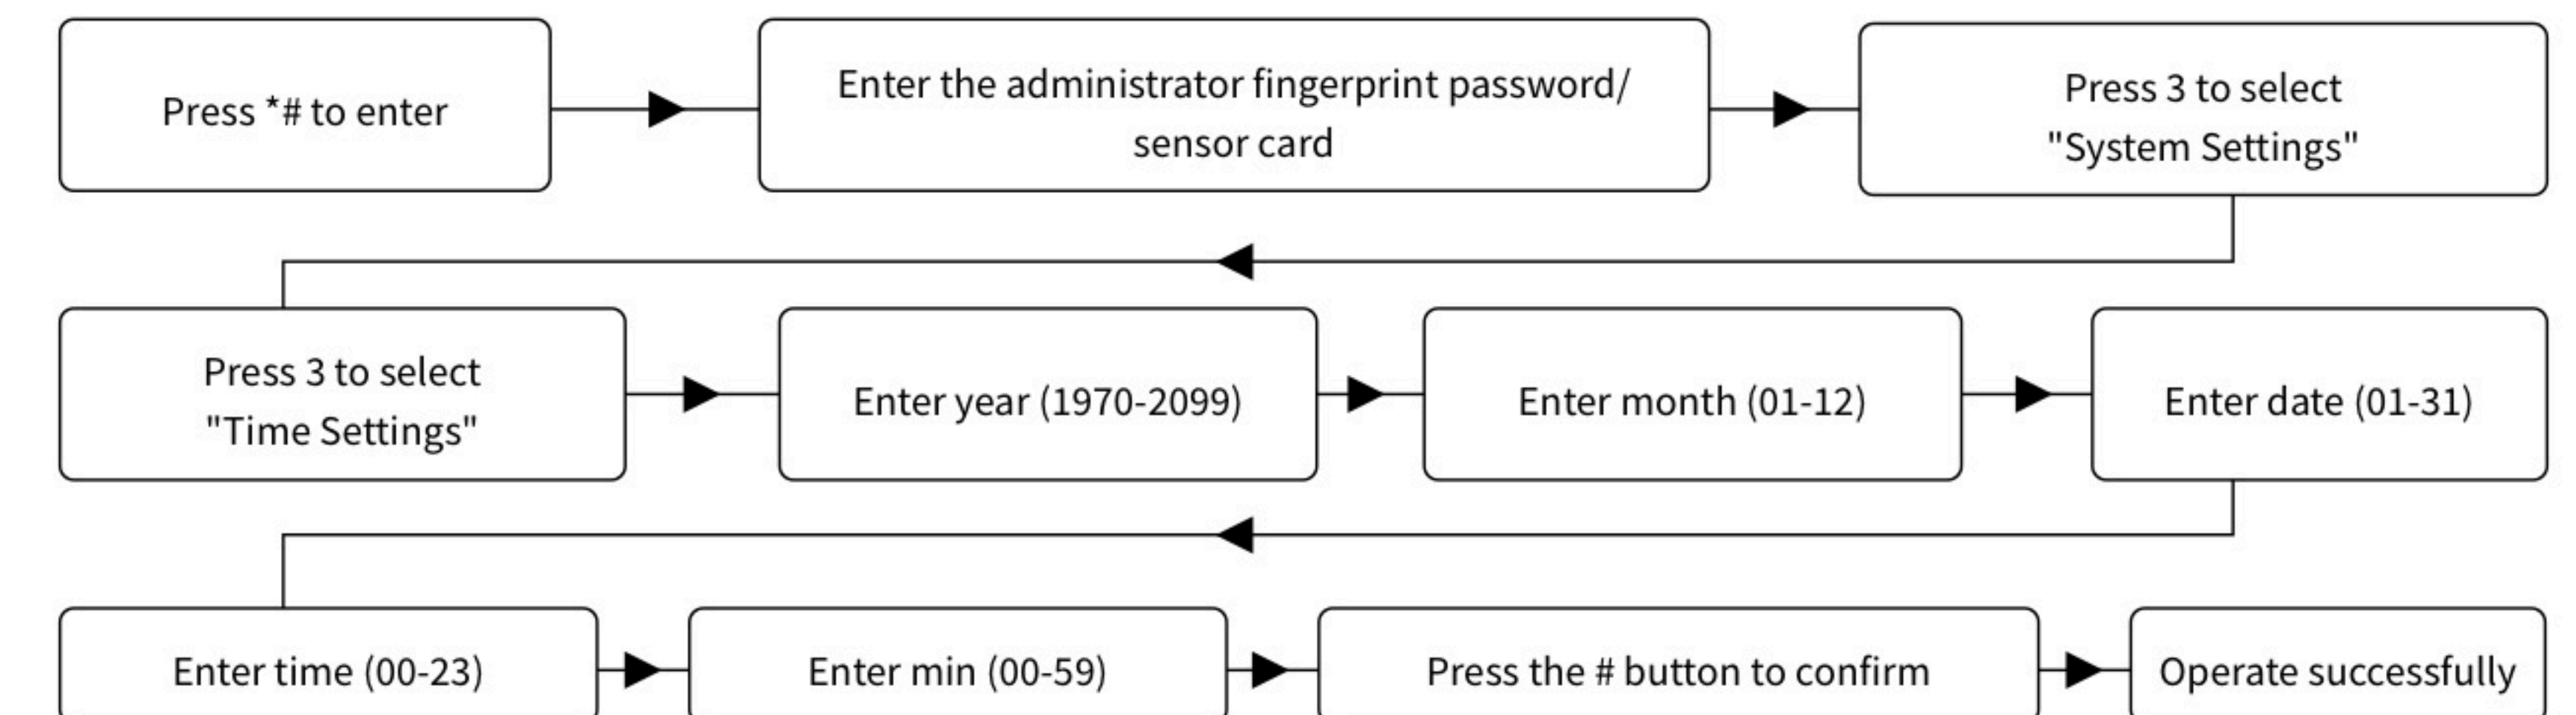 Press *# to enter
Enter the administrator fingerprint password/
sensor card
Press 3 to select
"System Settings"
Press 3 to select
"Time Settings"
Enter year (1970-2099)
Enter month (01-12)
Enter date (01-31)
Enter time (00-23)
Enter min (00-59)
Press the # button to confirm
Operate successfully